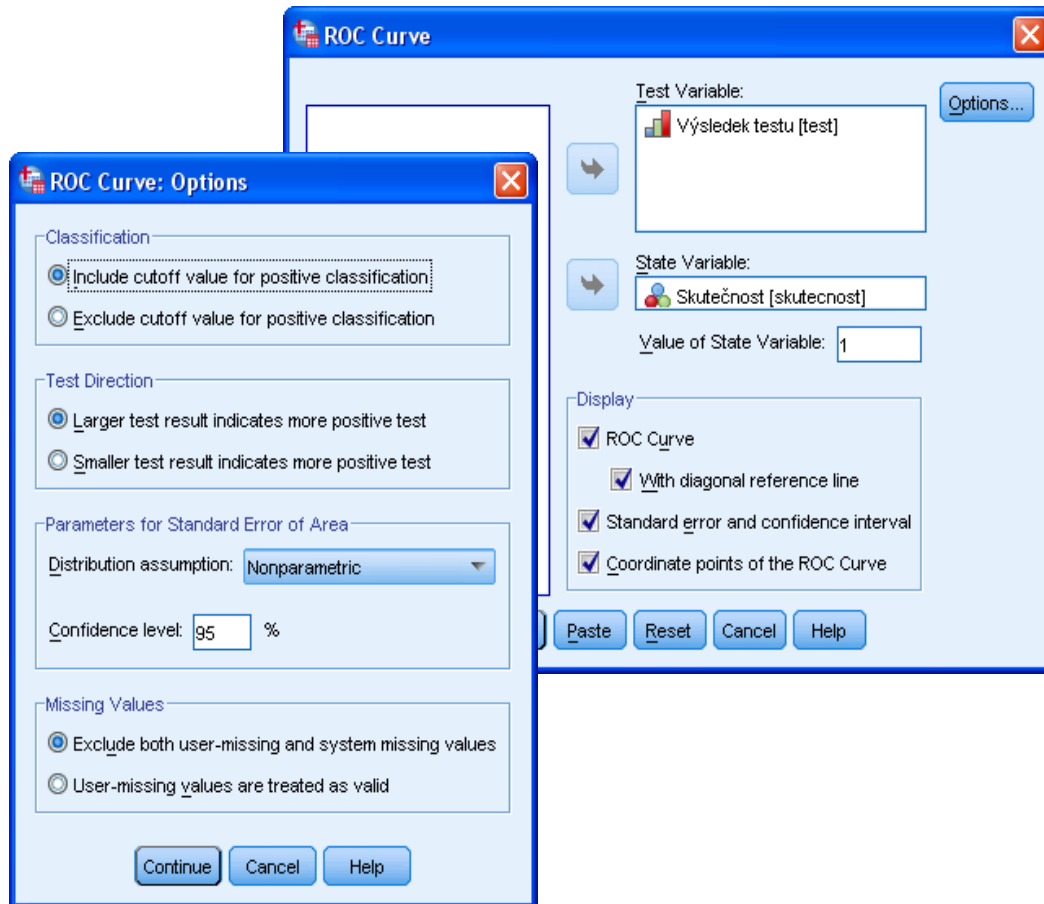 ROC Curve
Test Variable:
Options...
Výsledek testu [test]
State Variable:
Skutečnost [skutecnost]
Value of State Variable: 1
Display
ROC Curve
With diagonal reference line
Standard error and confidence interval
Coordinate points of the ROC Curve
Paste Reset Cancel Help
ROC Curve: Options
Classification
Include cutoff value for positive classification
Exclude cutoff value for positive classification
Test Direction
Larger test result indicates more positive test
Smaller test result indicates more positive test
Parameters for Standard Error of Area
Distribution assumption: Nonparametric
Confidence level: 95 %
Missing Values
Exclude both user-missing and system missing values
User-missing values are treated as valid
Continue Cancel Help